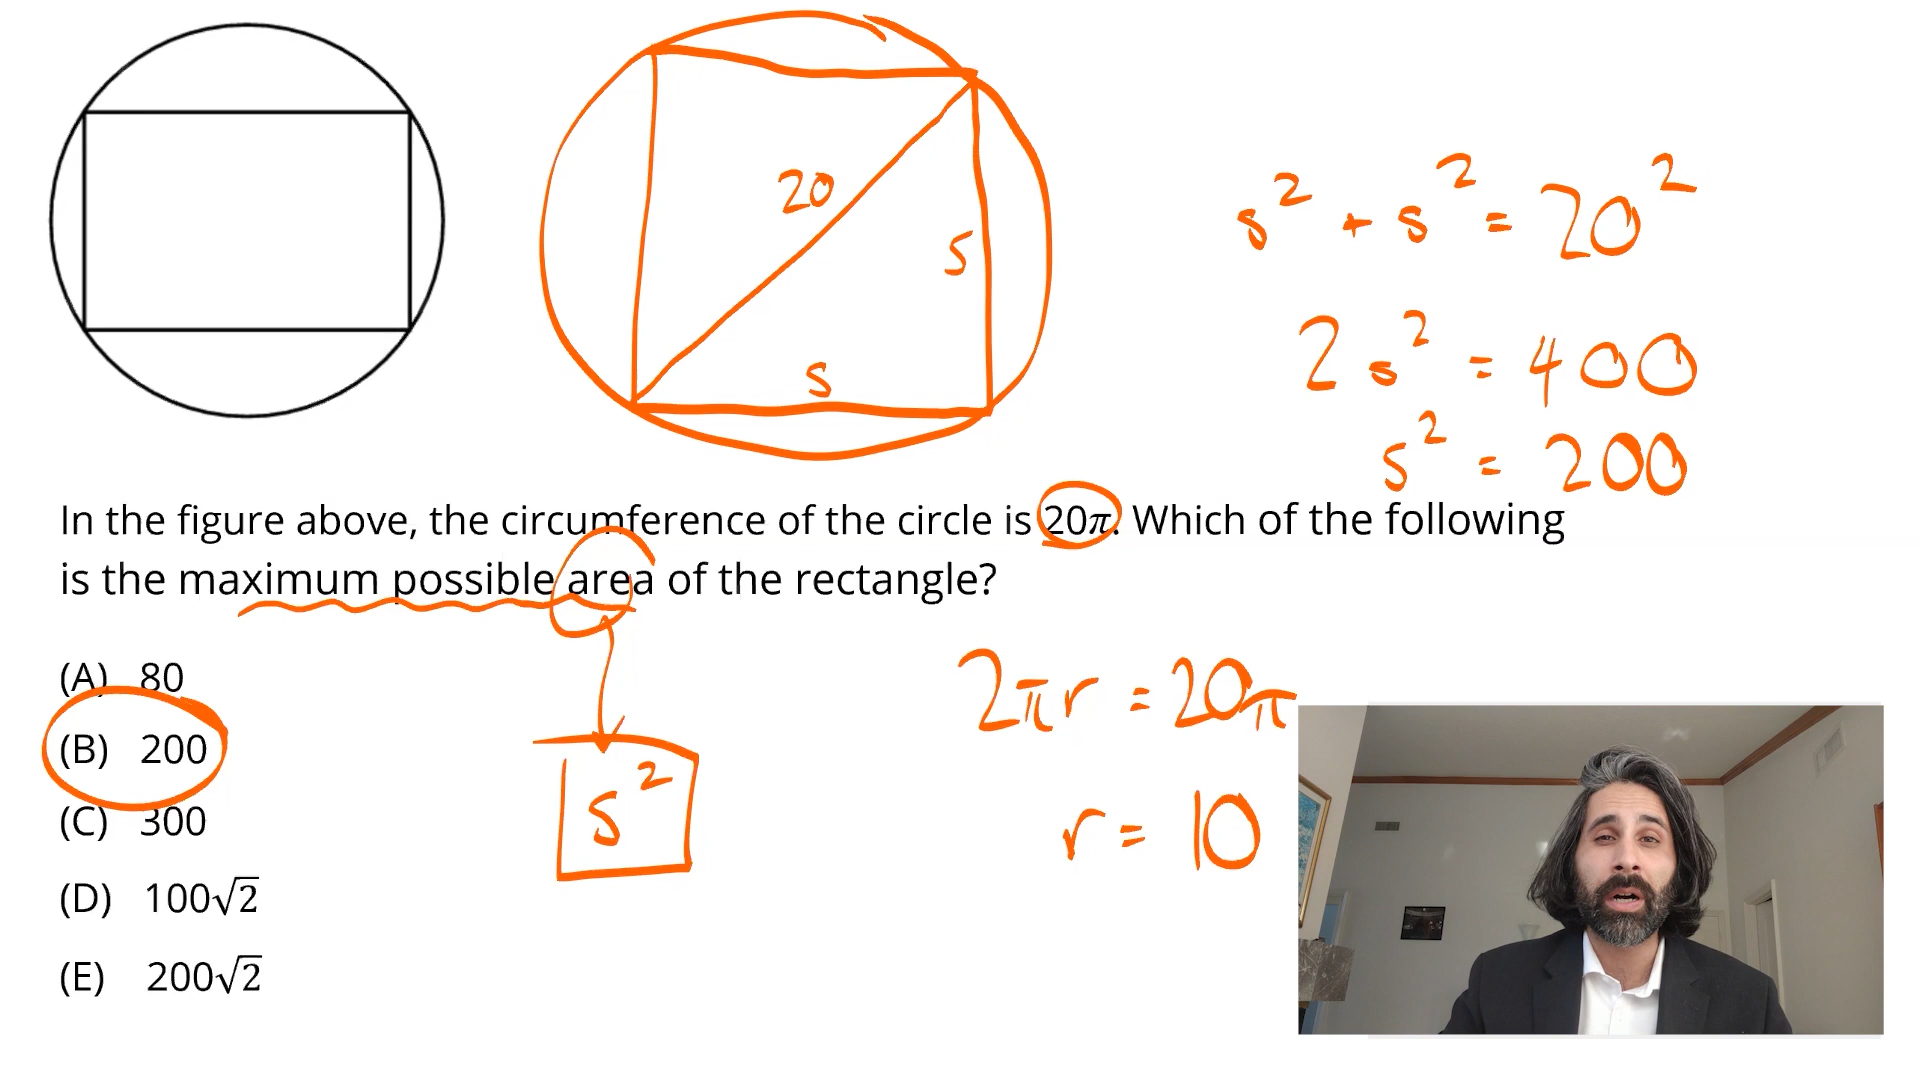 20
s
s
s² + s² = 20²
2s² = 400
s² = 200
In the figure above, the circumference of the circle is 20π. Which of the following
is the maximum possible area of the rectangle?
(A) 80
(B) 200
(C) 300
(D) 100√2
(E) 200√2
s²
2πr = 20π
r = 10